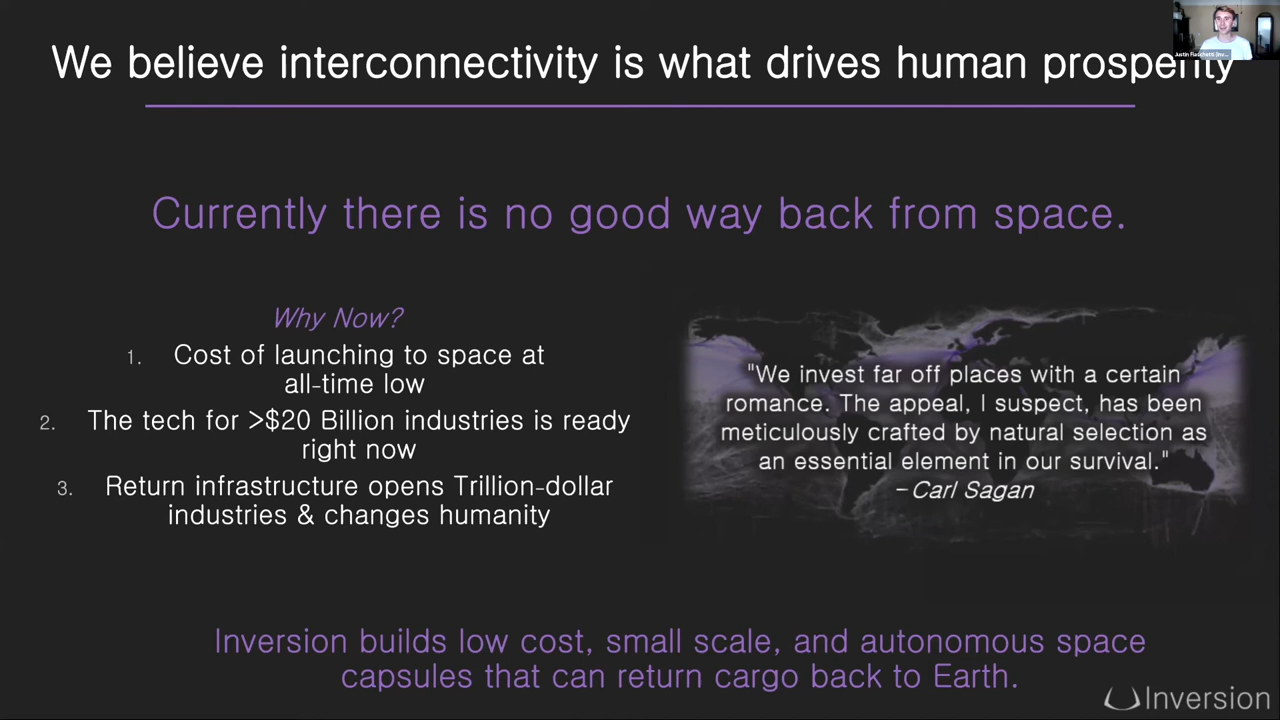 We believe interconnectivity is what drives human prosperity
Justin Fiaschetti (Inv...
Currently there is no good way back from space.
Why Now?
1. Cost of launching to space at
all-time low
2. The tech for >$20 Billion industries is ready
right now
3. Return infrastructure opens Trillion-dollar
industries & changes humanity
"We invest far off places with a certain
romance. The appeal, I suspect, has been
meticulously crafted by natural selection as
an essential element in our survival."
-Carl Sagan
Inversion builds low cost, small scale, and autonomous space
capsules that can return cargo back to Earth.
Inversion